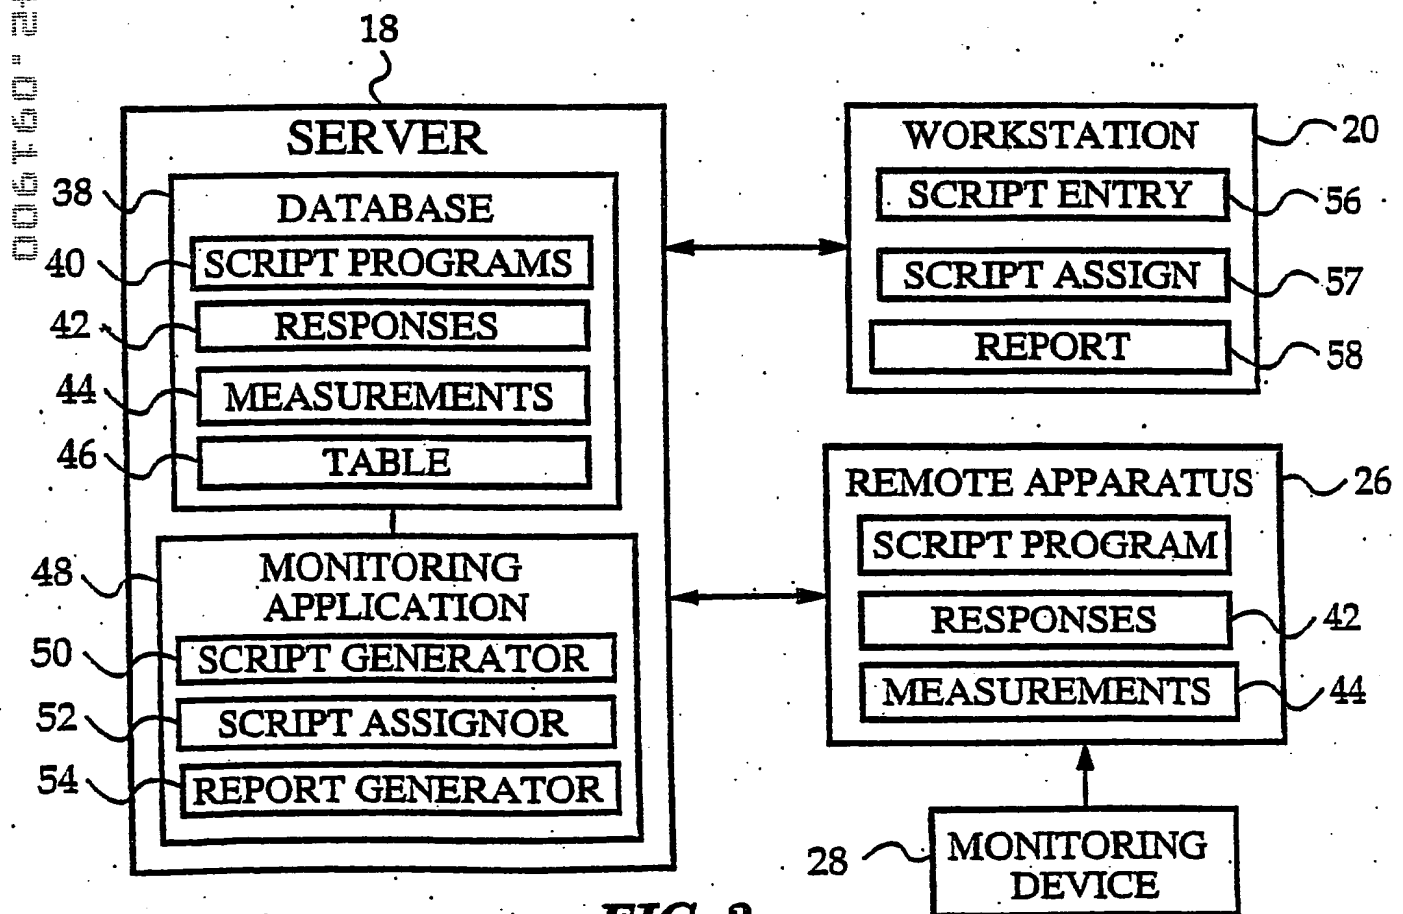 18
SERVER
38
DATABASE
40
SCRIPT PROGRAMS
42
RESPONSES
44
MEASUREMENTS
46
TABLE
48
MONITORING
APPLICATION
50
SCRIPT GENERATOR
52
SCRIPT ASSIGNOR
54
REPORT GENERATOR
WORKSTATION
20
SCRIPT ENTRY
56
SCRIPT ASSIGN
57
REPORT
58
REMOTE APPARATUS
26
SCRIPT PROGRAM
RESPONSES
42
MEASUREMENTS
44
28
MONITORING
DEVICE